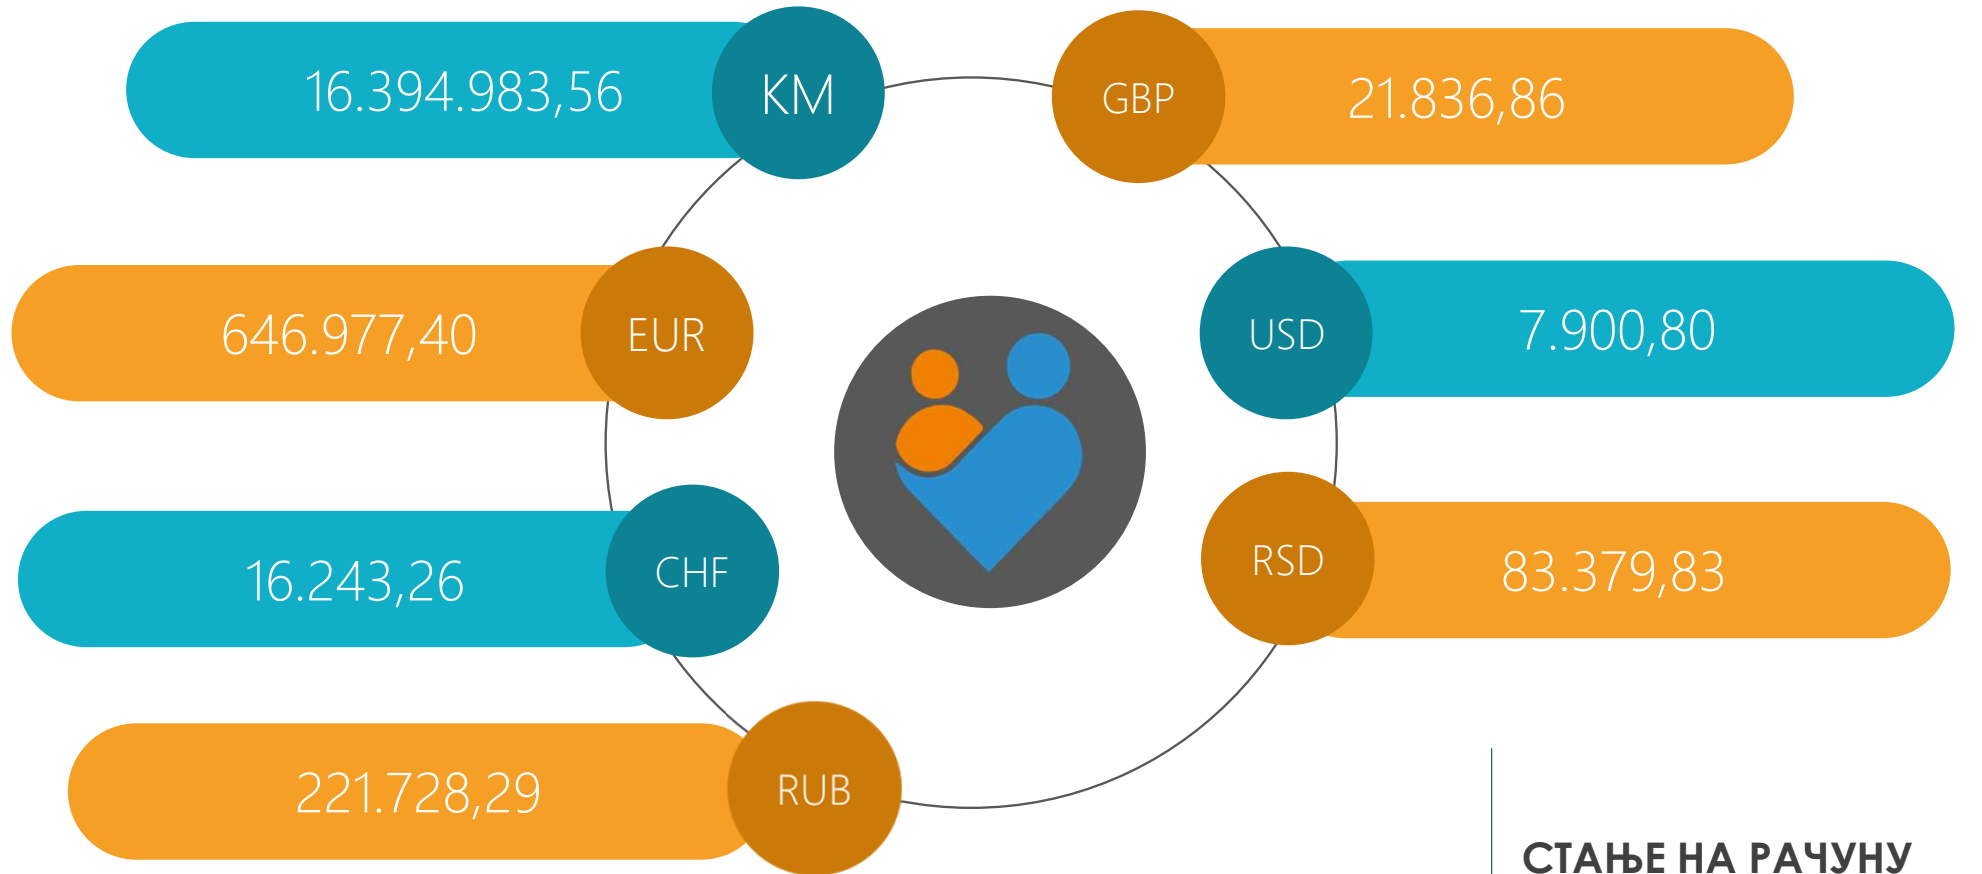 16.394.983,56 KM
GBP 21.836,86
646.977,40 EUR
USD 7.900,80
16.243,26 CHF
RSD 83.379,83
221.728,29 RUB
СТАЊЕ НА РАЧУНУ